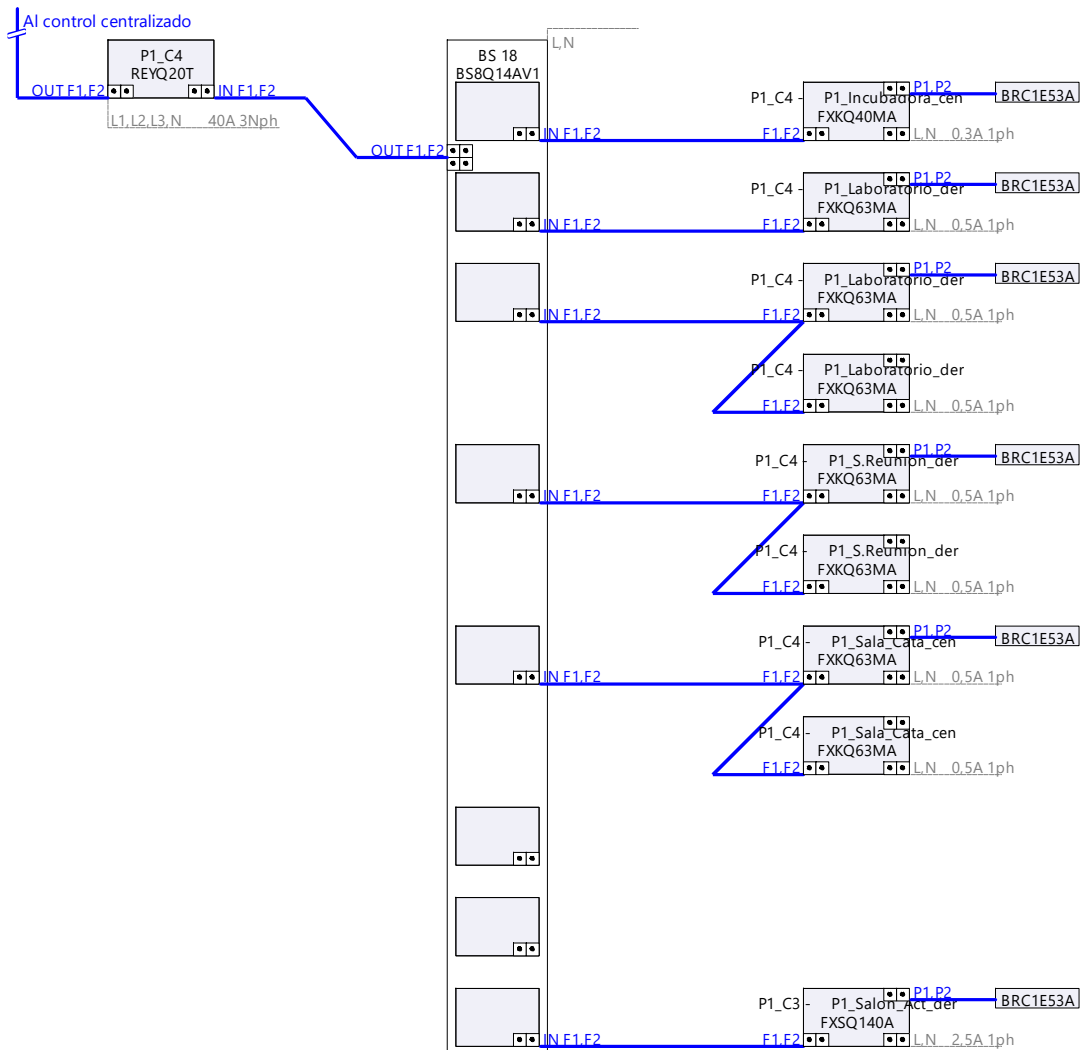 Al control centralizado
P1_C4
REYQ20T
OUT F1,F2
IN F1,F2
L1,L2,L3,N 40A 3Nph
L,N
BS 18
BS8Q14AV1
OUT F1,F2
IN F1,F2
P1_C4 - P1_Incubadora_cen
FXKQ40MA
F1,F2
P1,P2
BRC1E53A
L,N 0,3A 1ph
IN F1,F2
P1_C4 - P1_Laboratorio_der
FXKQ63MA
F1,F2
P1,P2
BRC1E53A
L,N 0,5A 1ph
IN F1,F2
P1_C4 - P1_Laboratorio_der
FXKQ63MA
F1,F2
P1,P2
BRC1E53A
L,N 0,5A 1ph
P1_C4 - P1_Laboratorio_der
FXKQ63MA
F1,F2
L,N 0,5A 1ph
IN F1,F2
P1_C4 - P1_S.Reunion_der
FXKQ63MA
F1,F2
P1,P2
BRC1E53A
L,N 0,5A 1ph
P1_C4 - P1_S.Reunion_der
FXKQ63MA
F1,F2
L,N 0,5A 1ph
IN F1,F2
P1_C4 - P1_Sala_Cata_cen
FXKQ63MA
F1,F2
P1,P2
BRC1E53A
L,N 0,5A 1ph
P1_C4 - P1_Sala_Cata_cen
FXKQ63MA
F1,F2
L,N 0,5A 1ph
IN F1,F2
P1_C3 - P1_Salon_Act_der
FXSQ140A
F1,F2
P1,P2
BRC1E53A
L,N 2,5A 1ph